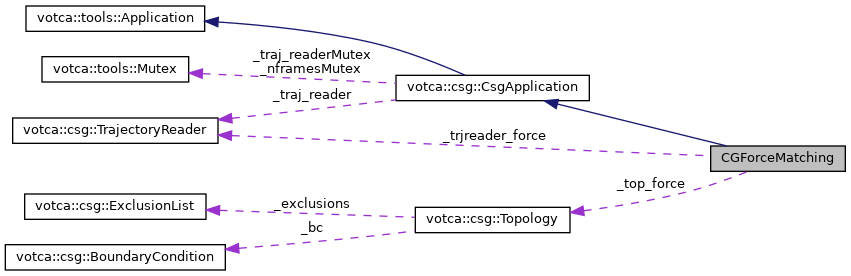 votca::tools::Application
_traj_readerMutex
_nframesMutex
votca::tools::Mutex
votca::csg::CsgApplication
_traj_reader
votca::csg::TrajectoryReader
_trjreader_force
CGForceMatching
_top_force
votca::csg::ExclusionList
_exclusions
votca::csg::Topology
_bc
votca::csg::BoundaryCondition